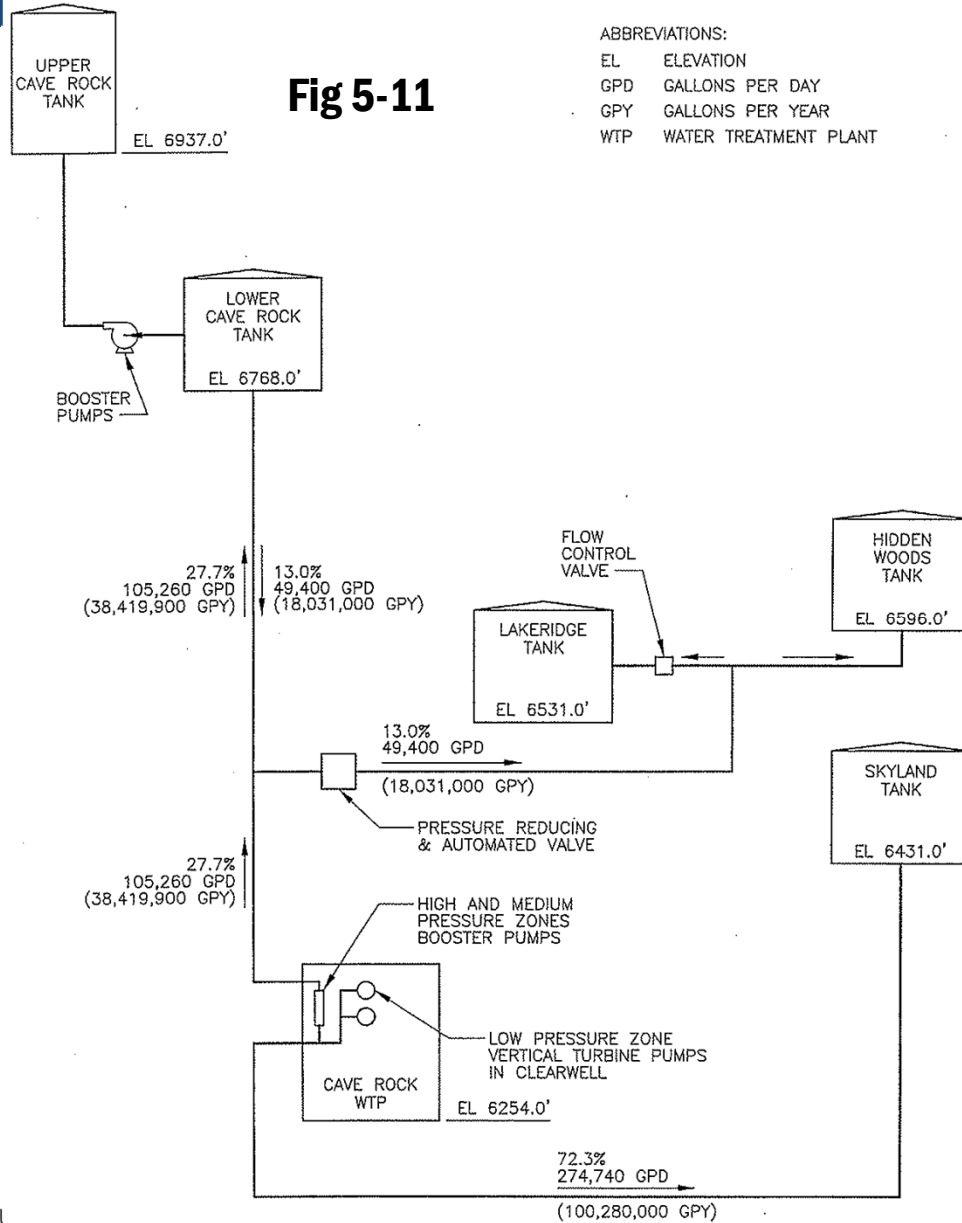 UPPER
CAVE ROCK
TANK
EL 6937.0'
Fig 5-11
ABBREVIATIONS:
EL ELEVATION
GPD GALLONS PER DAY
GPY GALLONS PER YEAR
WTP WATER TREATMENT PLANT
LOWER
CAVE ROCK
TANK
EL 6768.0'
BOOSTER
PUMPS
27.7%
105,260 GPD
(38,419,900 GPY)
13.0%
49,400 GPD
(18,031,000 GPY)
FLOW
CONTROL
VALVE
HIDDEN
WOODS
TANK
EL 6596.0'
LAKERIDGE
TANK
EL 6531.0'
13.0%
49,400 GPD
(18,031,000 GPY)
SKYLAND
TANK
EL 6431.0'
PRESSURE REDUCING
& AUTOMATED VALVE
27.7%
105,260 GPD
(38,419,900 GPY)
HIGH AND MEDIUM
PRESSURE ZONES
BOOSTER PUMPS
LOW PRESSURE ZONE
VERTICAL TURBINE PUMPS
IN CLEARWELL
CAVE ROCK
WTP
EL 6254.0'
72.3%
274,740 GPD
(100,280,000 GPY)